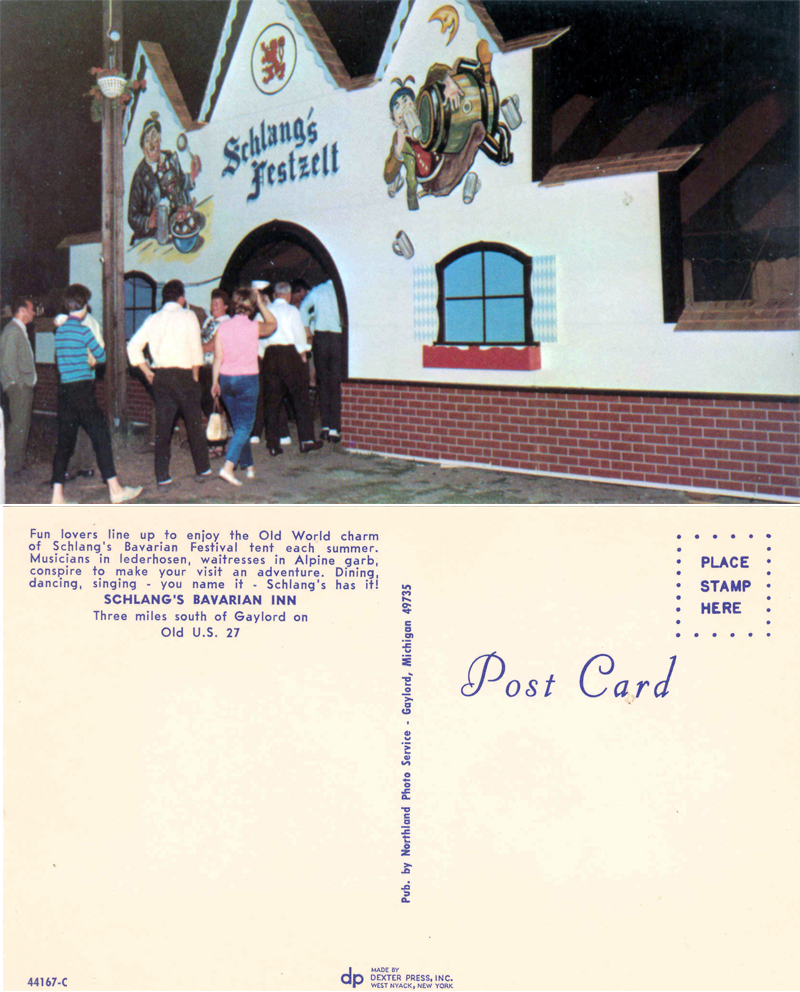 Schlang's
Festzelt
Fun lovers line up to enjoy the Old World charm
of Schlang's Bavarian Festival tent each summer.
Musicians in lederhosen, waitresses in Alpine garb,
conspire to make your visit an adventure. Dining,
dancing, singing - you name it - Schlang's has it!
SCHLANG'S BAVARIAN INN
Three miles south of Gaylord on
Old U.S. 27
Pub. by Northland Photo Service - Gaylord, Michigan 49735
PLACE
STAMP
HERE
Post Card
44167-C
dp
MADE BY
DEXTER PRESS, INC.
WEST NYACK, NEW YORK